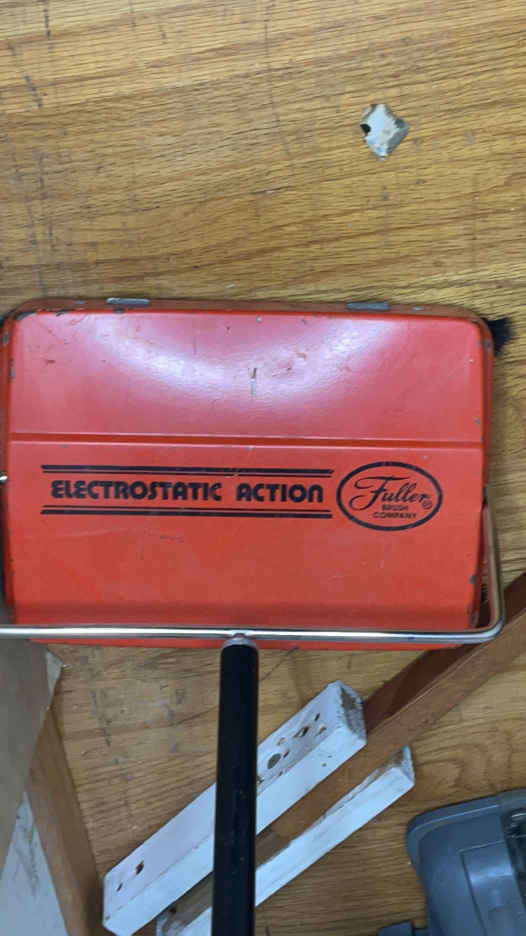 ELECTROSTATIC ACTION
Fuller®
BRUSH
COMPANY